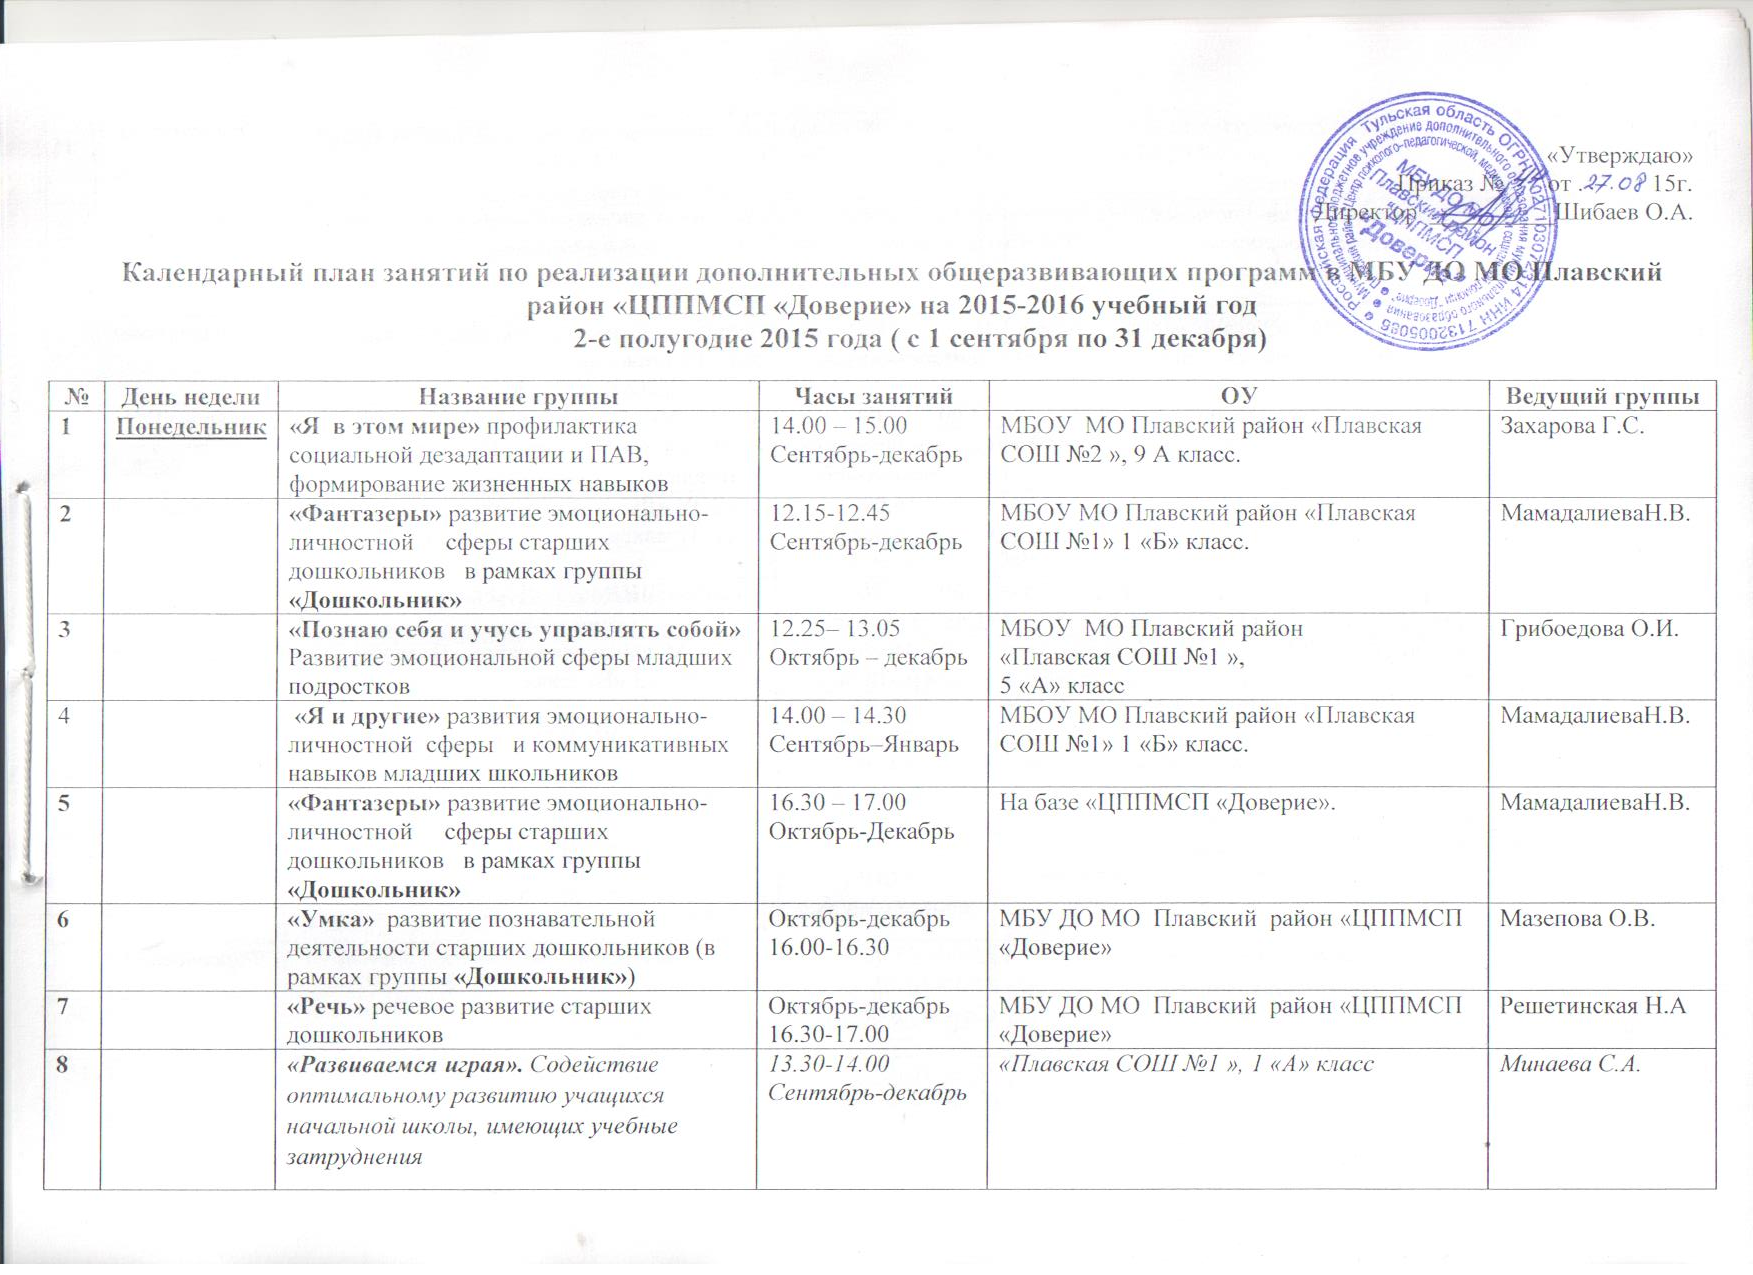 «Утверждаю»
Приказ № от .27.08 15г.
Директор Шибаев О.А.
Календарный план занятий по реализации дополнительных общеразвивающих программ в МБУ ДО МО Плавский
район «ЦППМСП «Доверие» на 2015-2016 учебный год
2-е полугодие 2015 года ( с 1 сентября по 31 декабря)
Российская Федерация Тульская область ОГРН
МБУ ДО МО
Плавский район
«ЦППМСП
«Доверие»
№ День недели Название группы Часы занятий ОУ Ведущий группы
1 Понедельник «Я в этом мире» профилактика 14.00 – 15.00 МБОУ МО Плавский район «Плавская Захарова Г.С.
социальной дезадаптации и ПАВ, Сентябрь-декабрь СОШ №2 », 9 А класс.
формирование жизненных навыков
2 «Фантазеры» развитие эмоционально- 12.15-12.45 МБОУ МО Плавский район «Плавская МамадалиеваН.В.
личностной сферы старших Сентябрь-декабрь СОШ №1» 1 «Б» класс.
дошкольников в рамках группы
«Дошкольник»
3 «Познаю себя и учусь управлять собой» 12.25– 13.05 МБОУ МО Плавский район Грибоедова О.И.
Развитие эмоциональной сферы младших Октябрь – декабрь «Плавская СОШ №1 »,
подростков 5 «А» класс
4 «Я и другие» развития эмоционально- 14.00 – 14.30 МБОУ МО Плавский район «Плавская МамадалиеваН.В.
личностной сферы и коммуникативных Сентябрь–Январь СОШ №1» 1 «Б» класс.
навыков младших школьников
5 «Фантазеры» развитие эмоционально- 16.30 – 17.00 На базе «ЦППМСП «Доверие». МамадалиеваН.В.
личностной сферы старших Октябрь-Декабрь
дошкольников в рамках группы
«Дошкольник»
6 «Умка» развитие познавательной Октябрь-декабрь МБУ ДО МО Плавский район «ЦППМСП Мазепова О.В.
деятельности старших дошкольников (в 16.00-16.30 «Доверие»
рамках группы «Дошкольник»)
7 «Речь» речевое развитие старших Октябрь-декабрь МБУ ДО МО Плавский район «ЦППМСП Решетинская Н.А
дошкольников 16.30-17.00 «Доверие»
8 «Развиваемся играя». Содействие 13.30-14.00 «Плавская СОШ №1 », 1 «А» класс Минаева С.А.
оптимальному развитию учащихся Сентябрь-декабрь
начальной школы, имеющих учебные
затруднения